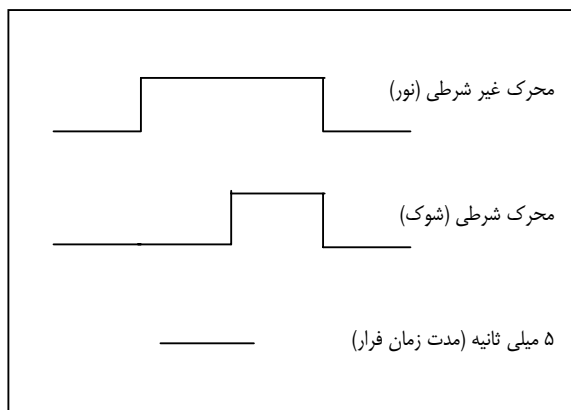 محرک غیر شرطی (نور)
محرک شرطی (شوک)
۵ میلی ثانیه (مدت زمان فرار)